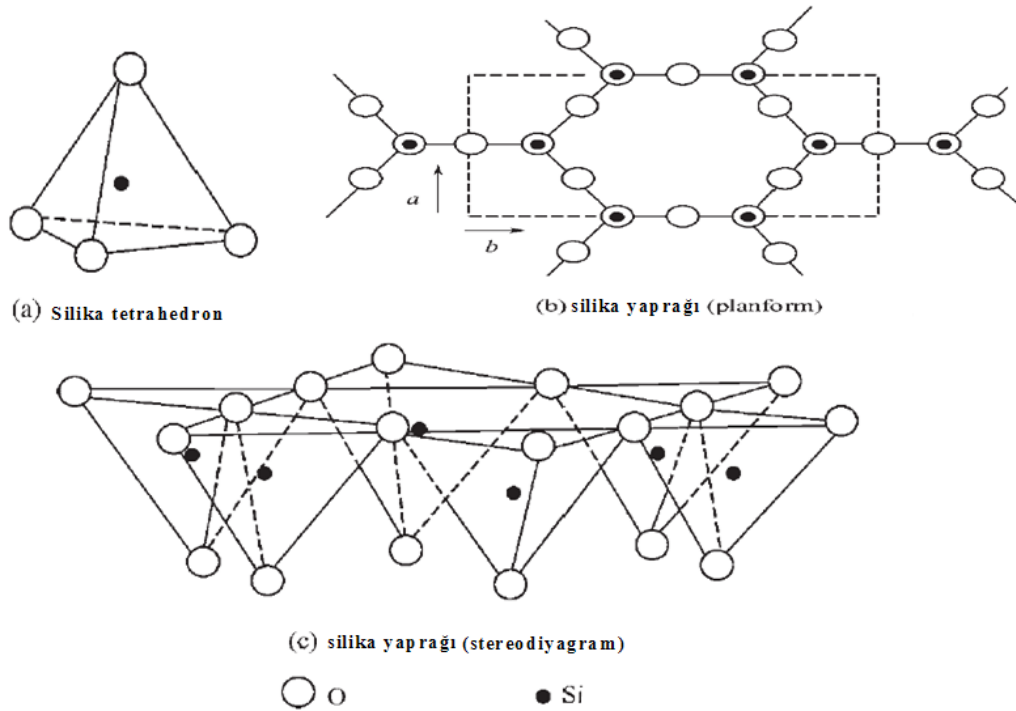 a
b
(a) Silika tetrahedron
(b) silika yaprağı (planform)
(c) silika yaprağı (stereodiyagram)
O Si